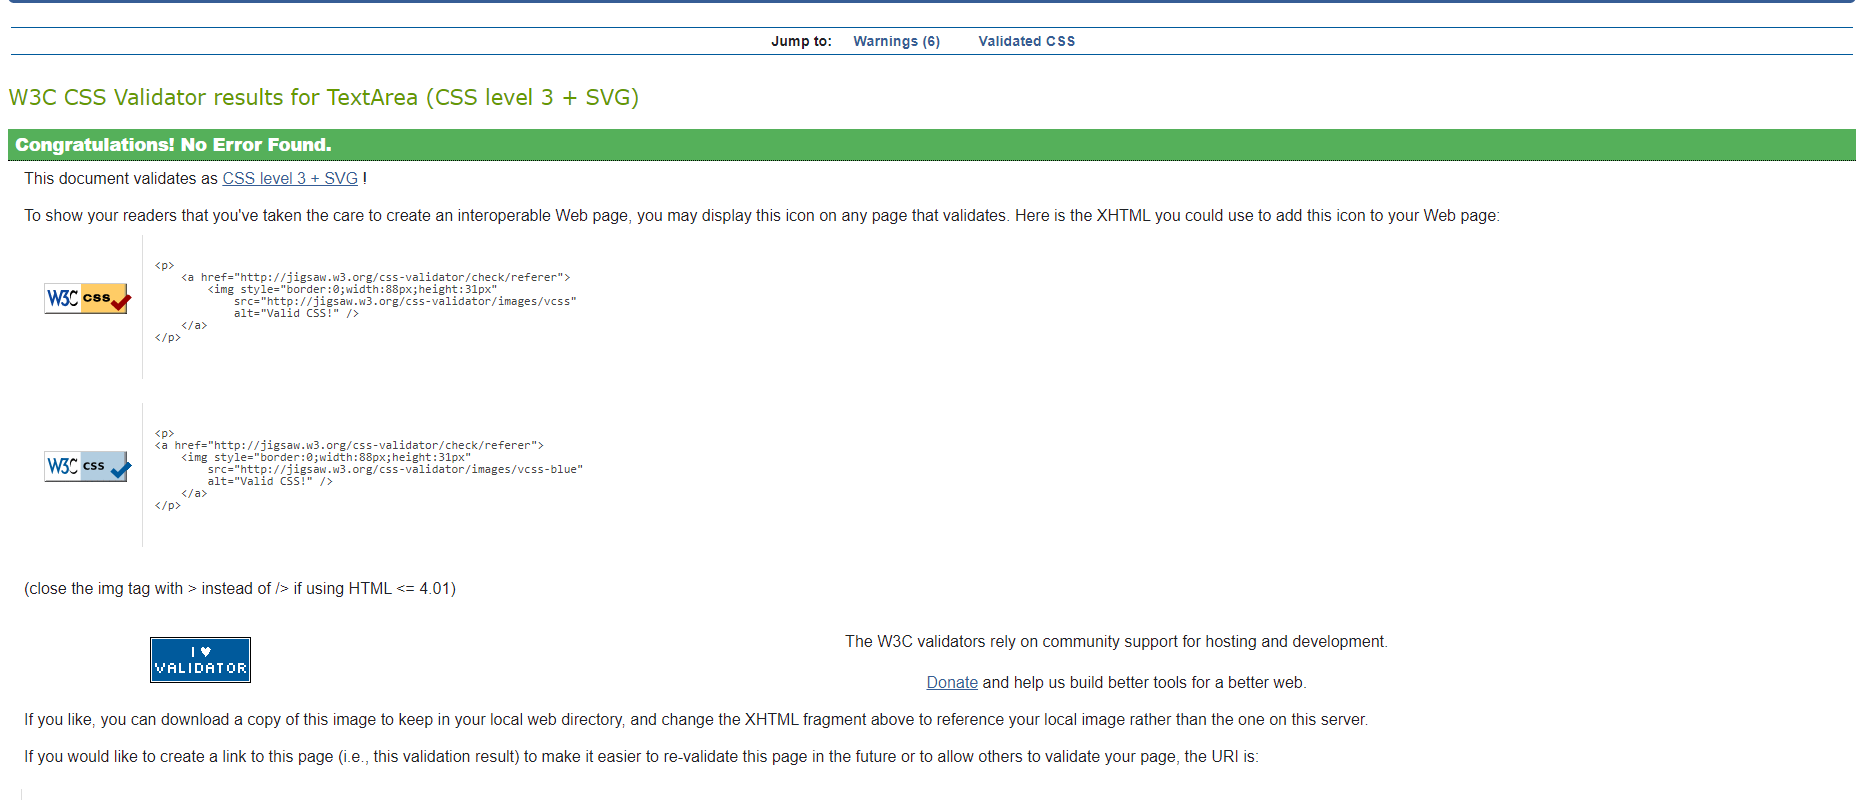 Jump to: Warnings (6) Validated CSS
W3C CSS Validator results for TextArea (CSS level 3 + SVG)
Congratulations! No Error Found.
This document validates as CSS level 3 + SVG !
To show your readers that you've taken the care to create an interoperable Web page, you may display this icon on any page that validates. Here is the XHTML you could use to add this icon to your Web page:
W3C css
<p>
<a href="http://jigsaw.w3.org/css-validator/check/referer">
<img style="border:0;width:88px;height:31px"
src="http://jigsaw.w3.org/css-validator/images/vcss"
alt="Valid CSS!" />
</a>
</p>
W3C css
<p>
<a href="http://jigsaw.w3.org/css-validator/check/referer">
<img style="border:0;width:88px;height:31px"
src="http://jigsaw.w3.org/css-validator/images/vcss-blue"
alt="Valid CSS!" />
</a>
</p>
(close the img tag with > instead of /> if using HTML <= 4.01)
I ♥
VALIDATOR
The W3C validators rely on community support for hosting and development.
Donate and help us build better tools for a better web.
If you like, you can download a copy of this image to keep in your local web directory, and change the XHTML fragment above to reference your local image rather than the one on this server.
If you would like to create a link to this page (i.e., this validation result) to make it easier to re-validate this page in the future or to allow others to validate your page, the URI is: